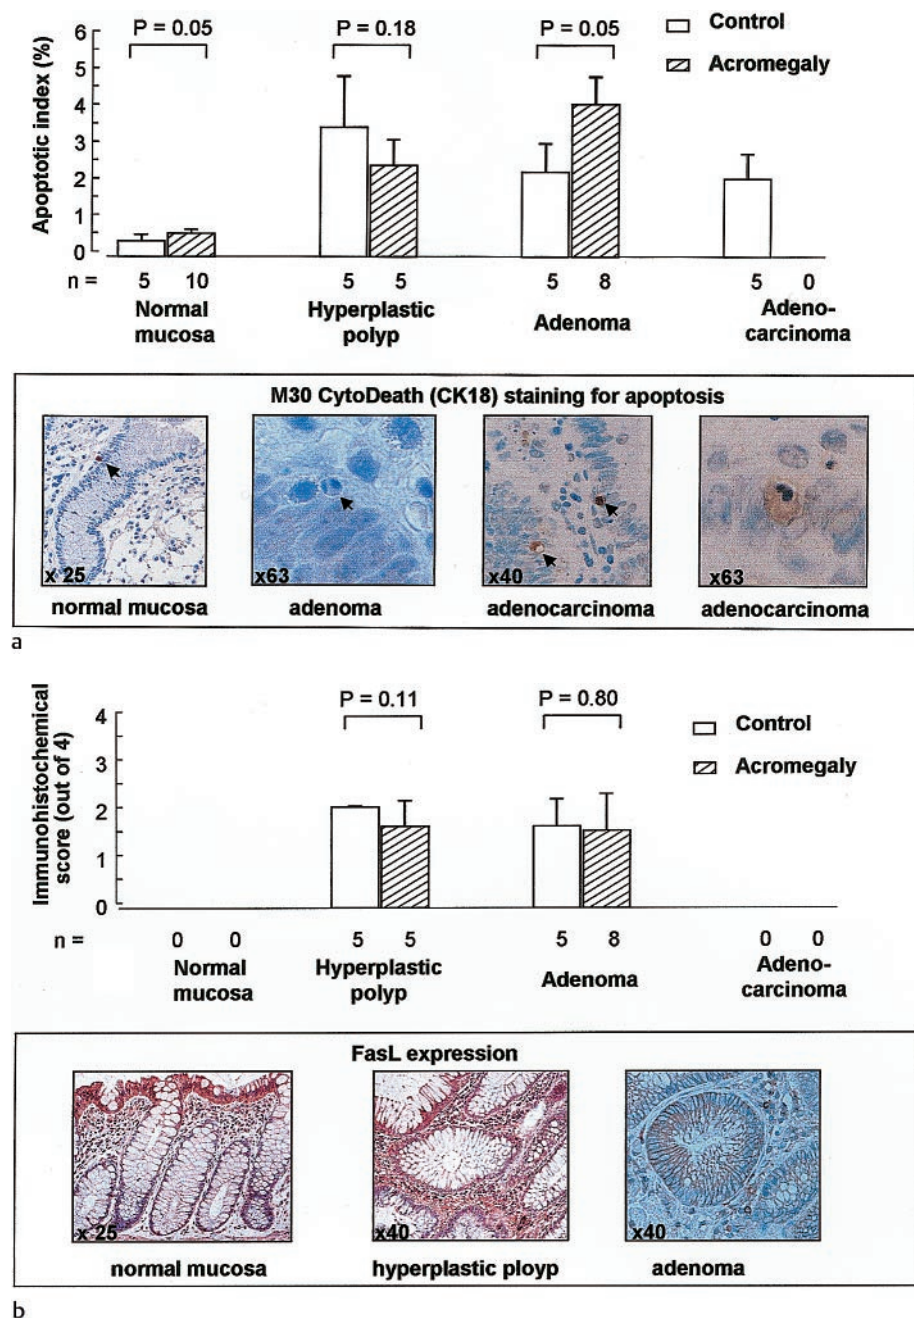 P = 0.05
P = 0.18
P = 0.05
Control
Acromegaly
Apoptotic index (%)
6
5
4
3
2
1
0
n =
5 10
5 5
5 8
5 0
Normal
mucosa
Hyperplastic
polyp
Adenoma
Adeno-
carcinoma
M30 CytoDeath (CK18) staining for apoptosis
x 25
x63
x40
x63
normal mucosa
adenoma
adenocarcinoma
adenocarcinoma
a
P = 0.11
P = 0.80
Control
Acromegaly
Immunohistochemical
score (out of 4)
4
3
2
2
1
0
n =
0 0
5 5
5 8
0 0
Normal
mucosa
Hyperplastic
polyp
Adenoma
Adeno-
carcinoma
FasL expression
x 25
x40
x40
normal mucosa
hyperplastic ployp
adenoma
b